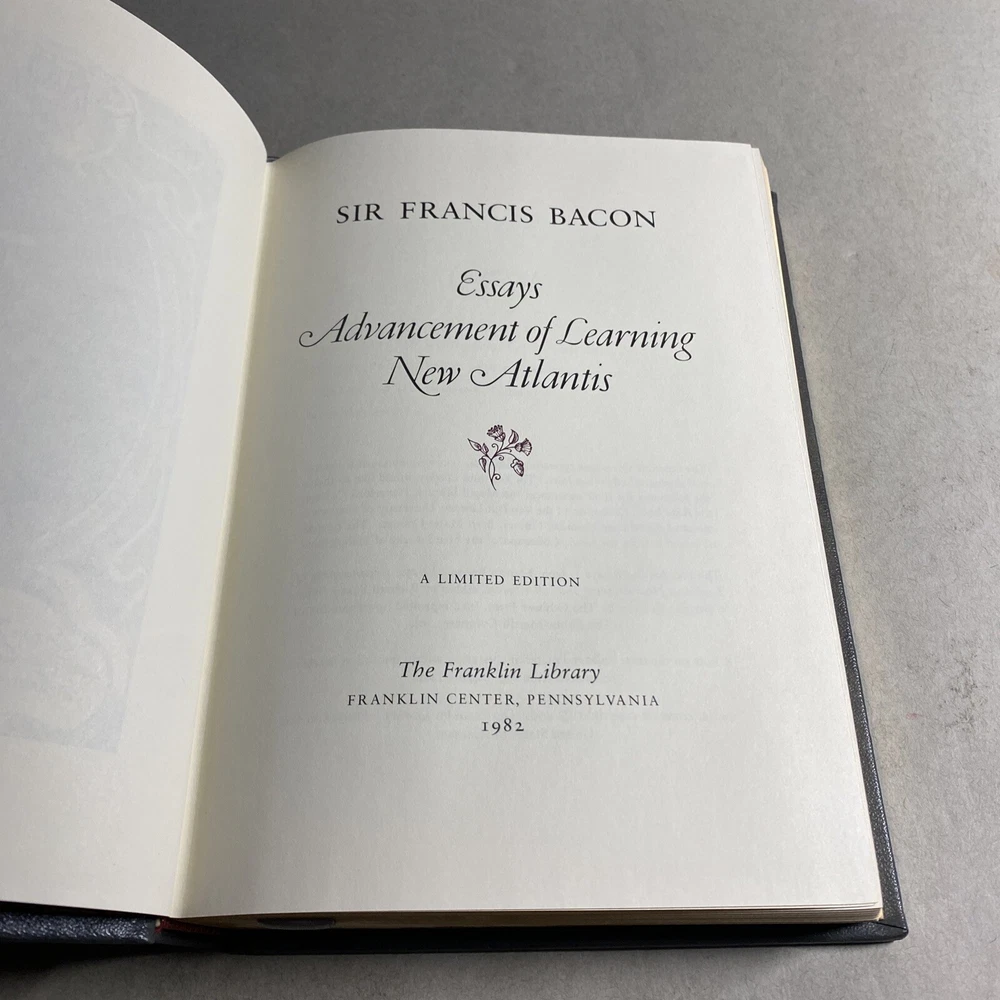 SIR FRANCIS BACON
Essays
Advancement of Learning
New Atlantis
A LIMITED EDITION
The Franklin Library
FRANKLIN CENTER, PENNSYLVANIA
1982